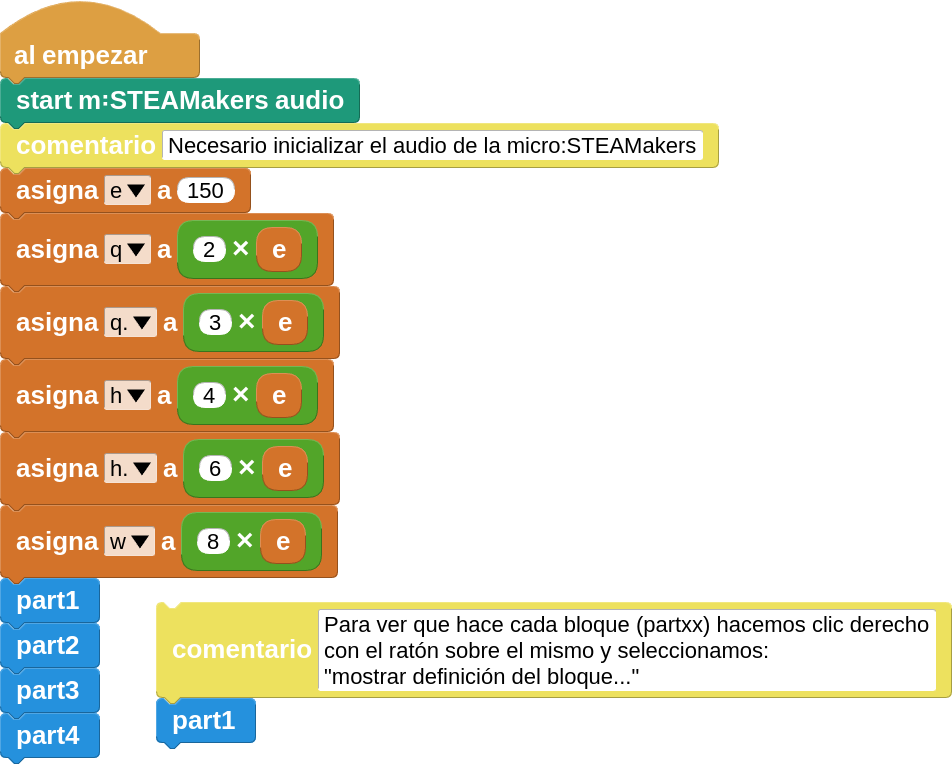 al empezar
start m:STEAMakers audio
comentario Necesario inicializar el audio de la micro:STEAMakers
asigna e a 150
asigna q a 2 × e
asigna q. a 3 × e
asigna h a 4 × e
asigna h. a 6 × e
asigna w a 8 × e
part1
part2
part3
part4
comentario
Para ver que hace cada bloque (partxx) hacemos clic derecho
con el ratón sobre el mismo y seleccionamos:
"mostrar definición del bloque..."
part1